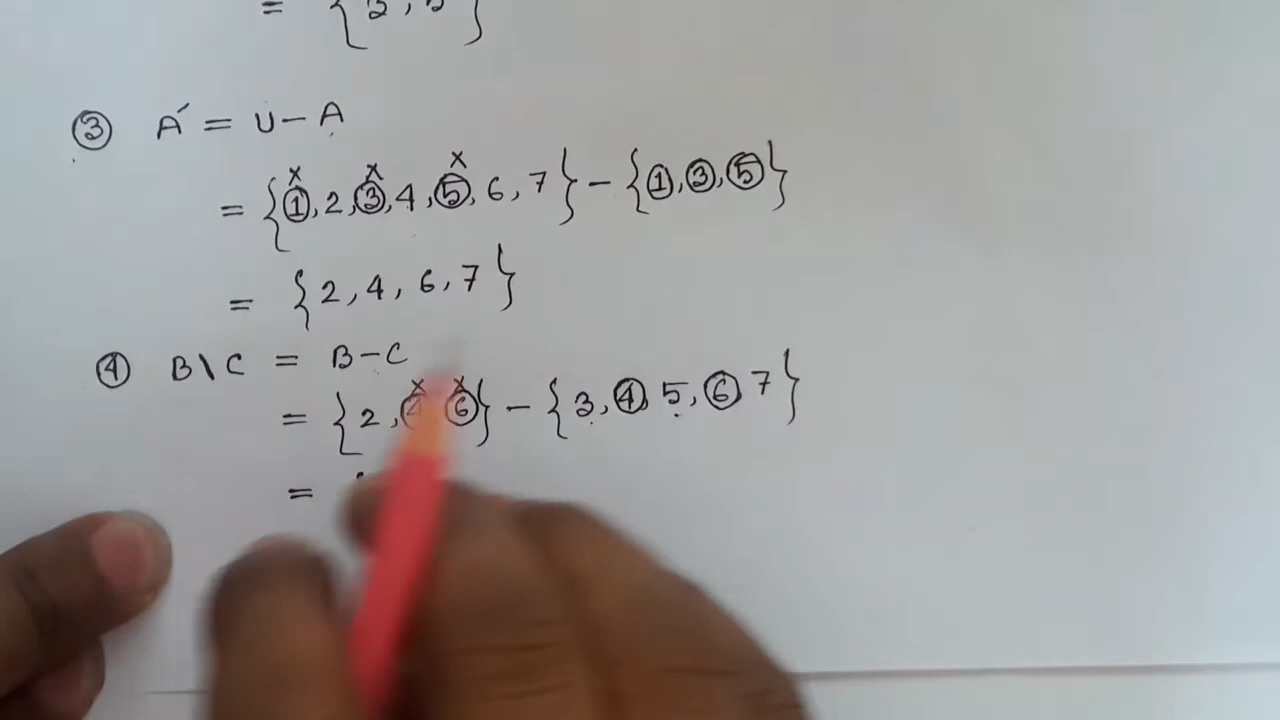 =
③ A´ = U - A
= {①, 2, ③, 4, ⑤, 6, 7} - {①, ③, ⑤}
= {2, 4, 6, 7}
④ B\C = B-C
= {2, ④ ⑥} - {3, ④, 5, ⑥ 7}
=